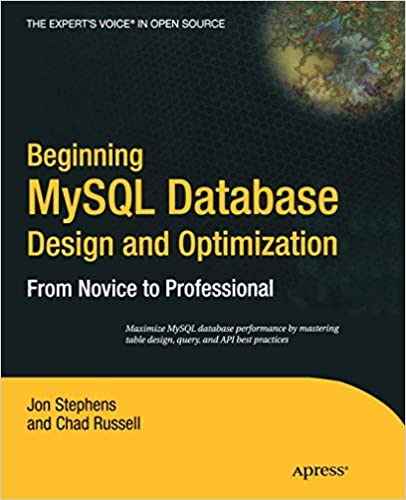 THE EXPERT'S VOICE® IN OPEN SOURCE
Beginning
MySQL Database
Design and Optimization
From Novice to Professional
Maximize MySQL database performance by mastering
table design, query, and API best practices
Jon Stephens
and Chad Russell
Apress®